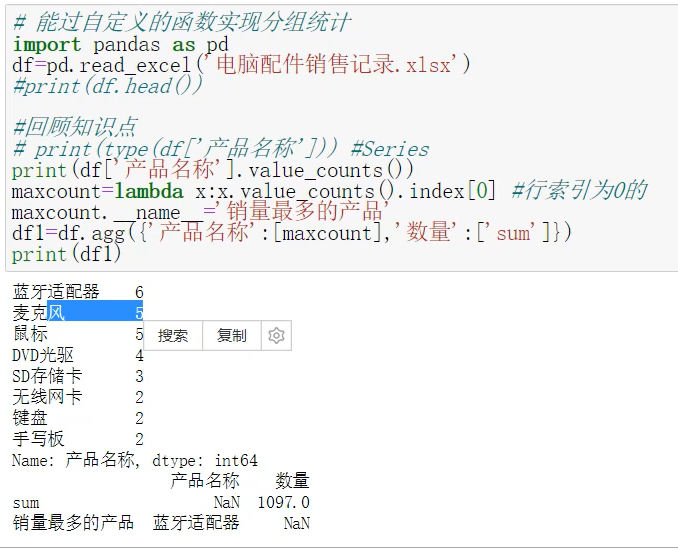 # 能过自定义的函数实现分组统计
import pandas as pd
df=pd.read_excel('电脑配件销售记录.xlsx')
#print(df.head())
#回顾知识点
# print(type(df['产品名称'])) #Series
print(df['产品名称'].value_counts())
maxcount=lambda x:x.value_counts().index[0] #行索引为0的
maxcount.__name__='销量最多的产品'
df1=df.agg({'产品名称':[maxcount],'数量':['sum']})
print(df1)
蓝牙适配器 6
麦克风 5
鼠标 5
搜索 复制
DVD光驱 4
SD存储卡 3
无线网卡 2
键盘 2
手写板 2
Name: 产品名称, dtype: int64
产品名称 数量
sum NaN 1097.0
销量最多的产品 蓝牙适配器 NaN